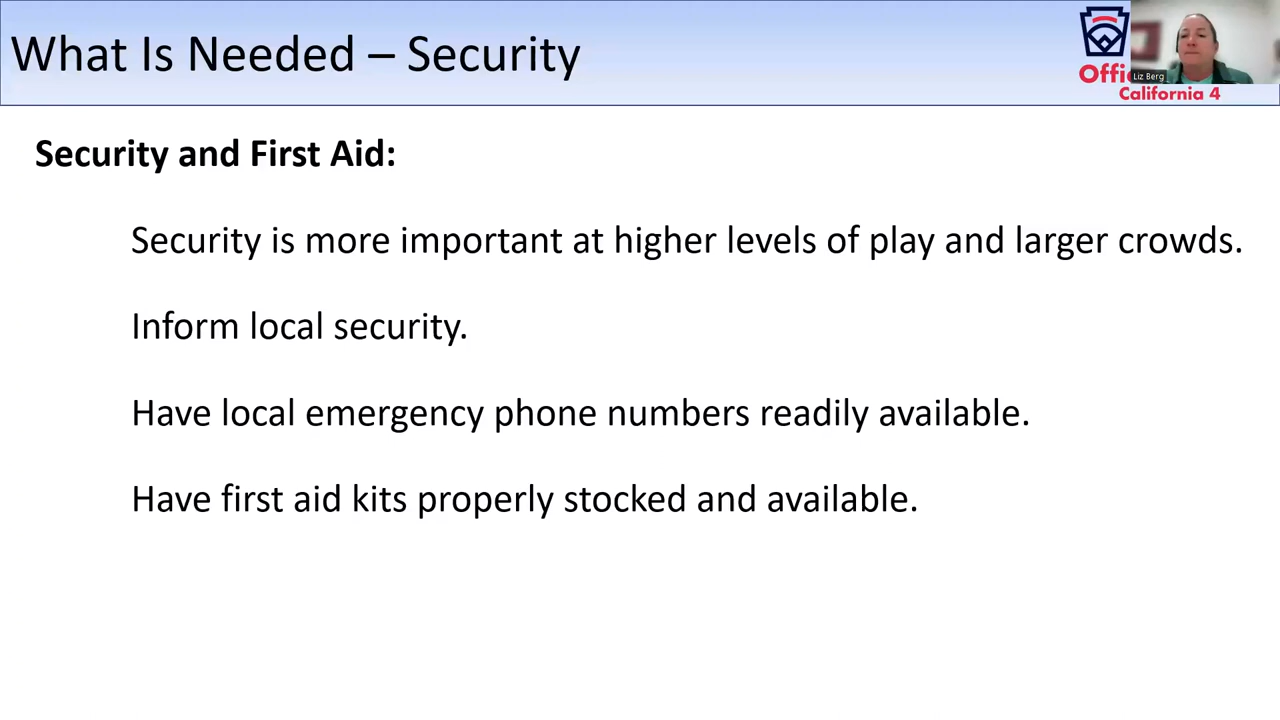 What Is Needed – Security
Liz Berg
California 4
Security and First Aid:
Security is more important at higher levels of play and larger crowds.
Inform local security.
Have local emergency phone numbers readily available.
Have first aid kits properly stocked and available.